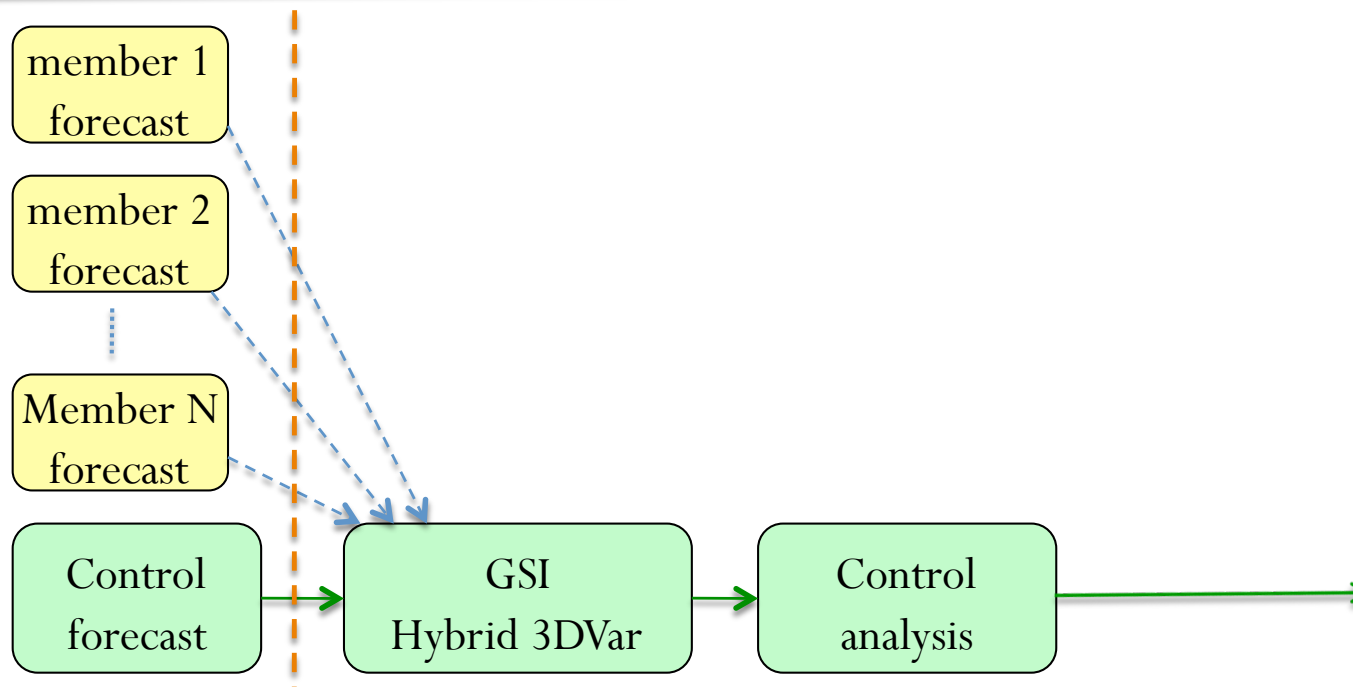 member 1
forecast
member 2
forecast
Member N
forecast
Control
forecast
GSI
Hybrid 3DVar
Control
analysis